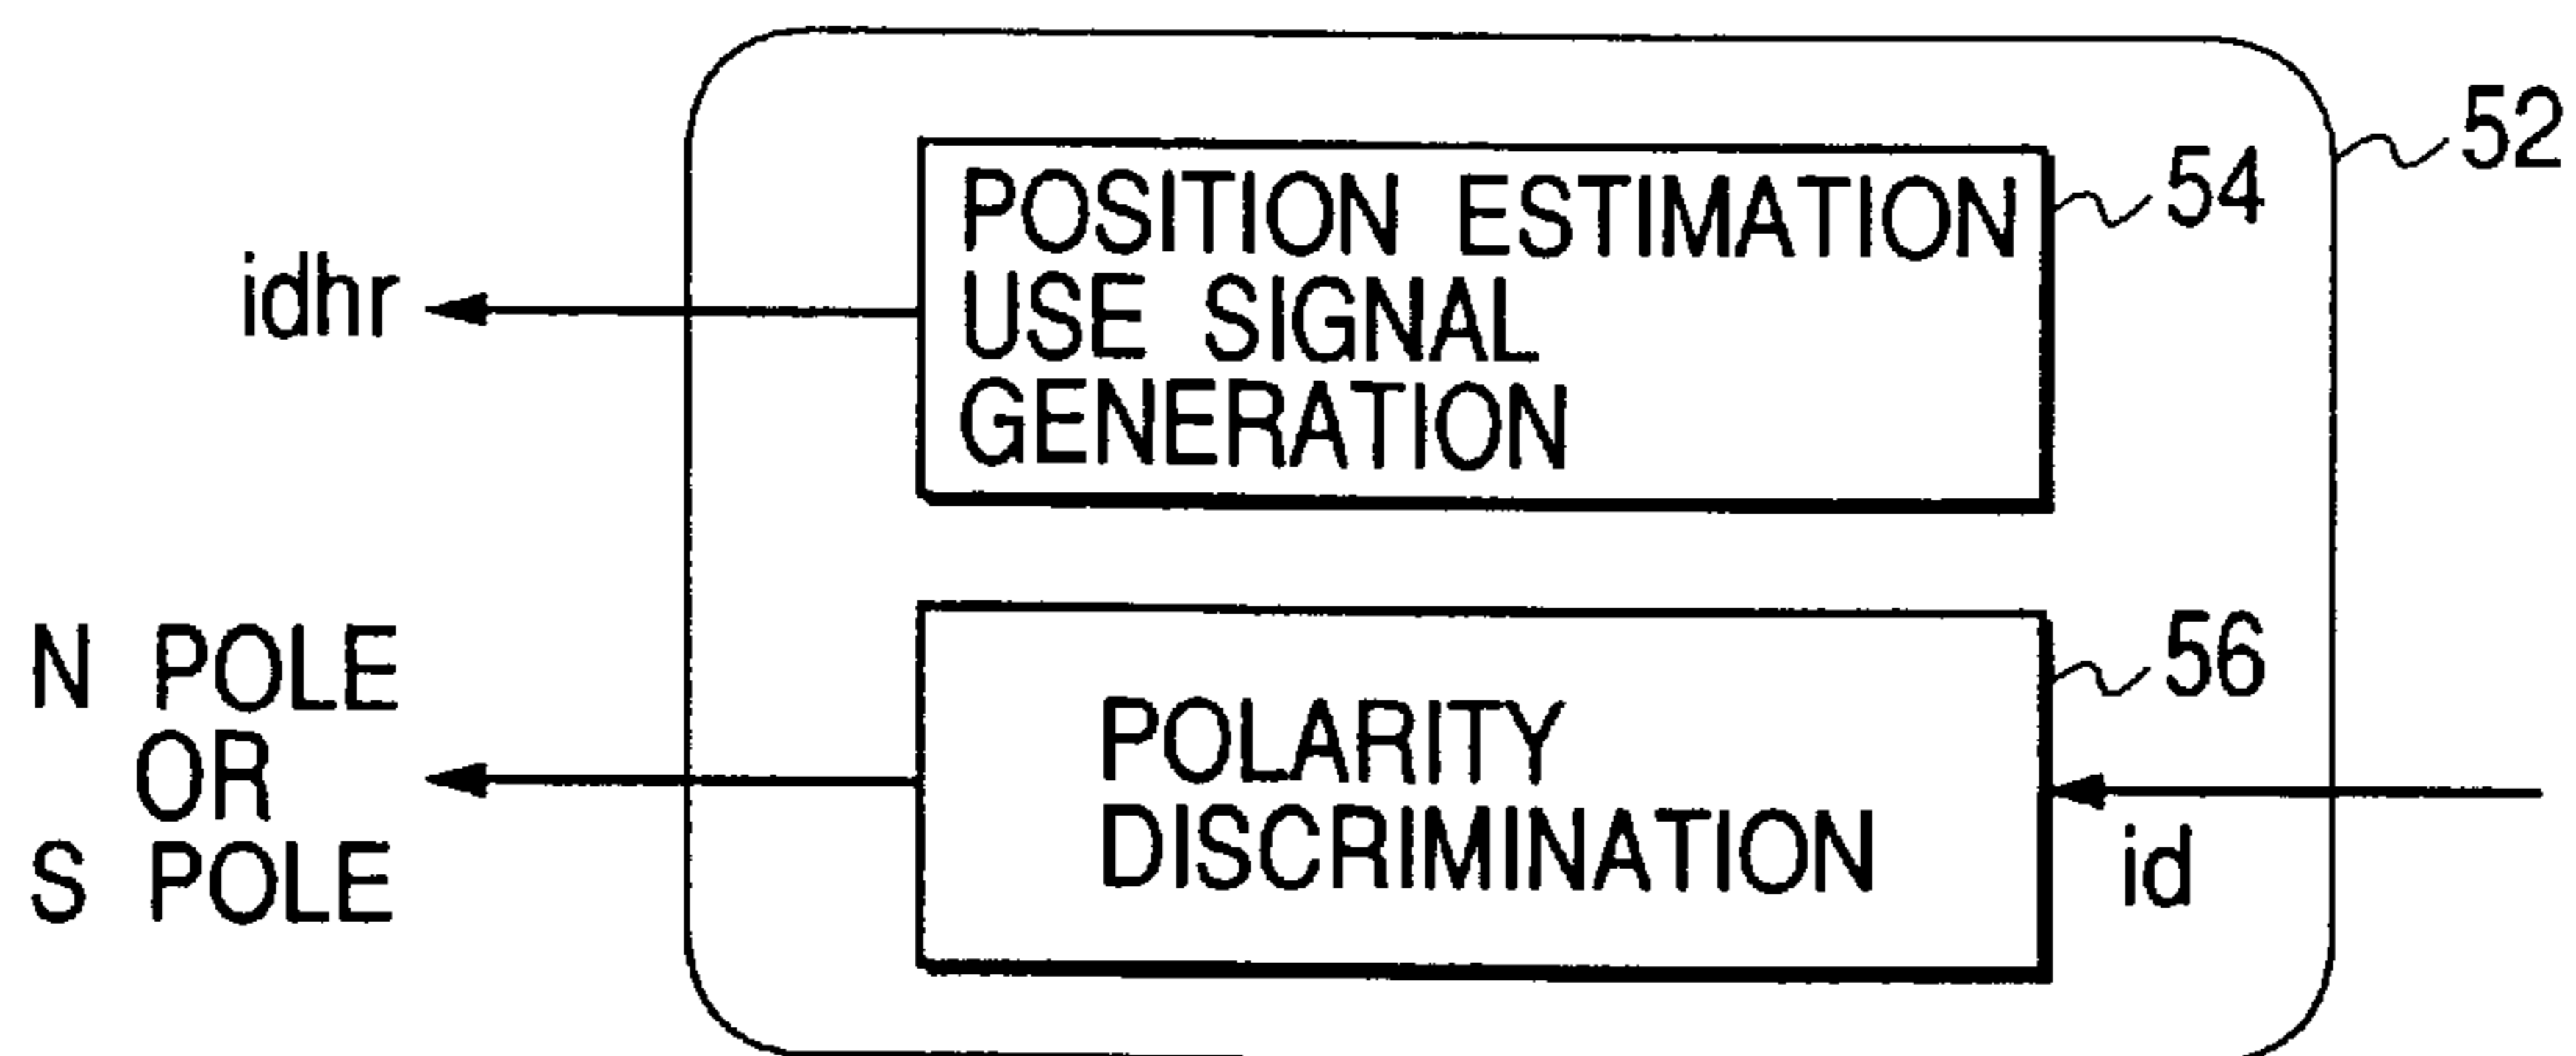 52
POSITION ESTIMATION
USE SIGNAL
GENERATION
54
idhr
N POLE
OR
S POLE
POLARITY
DISCRIMINATION
56
id